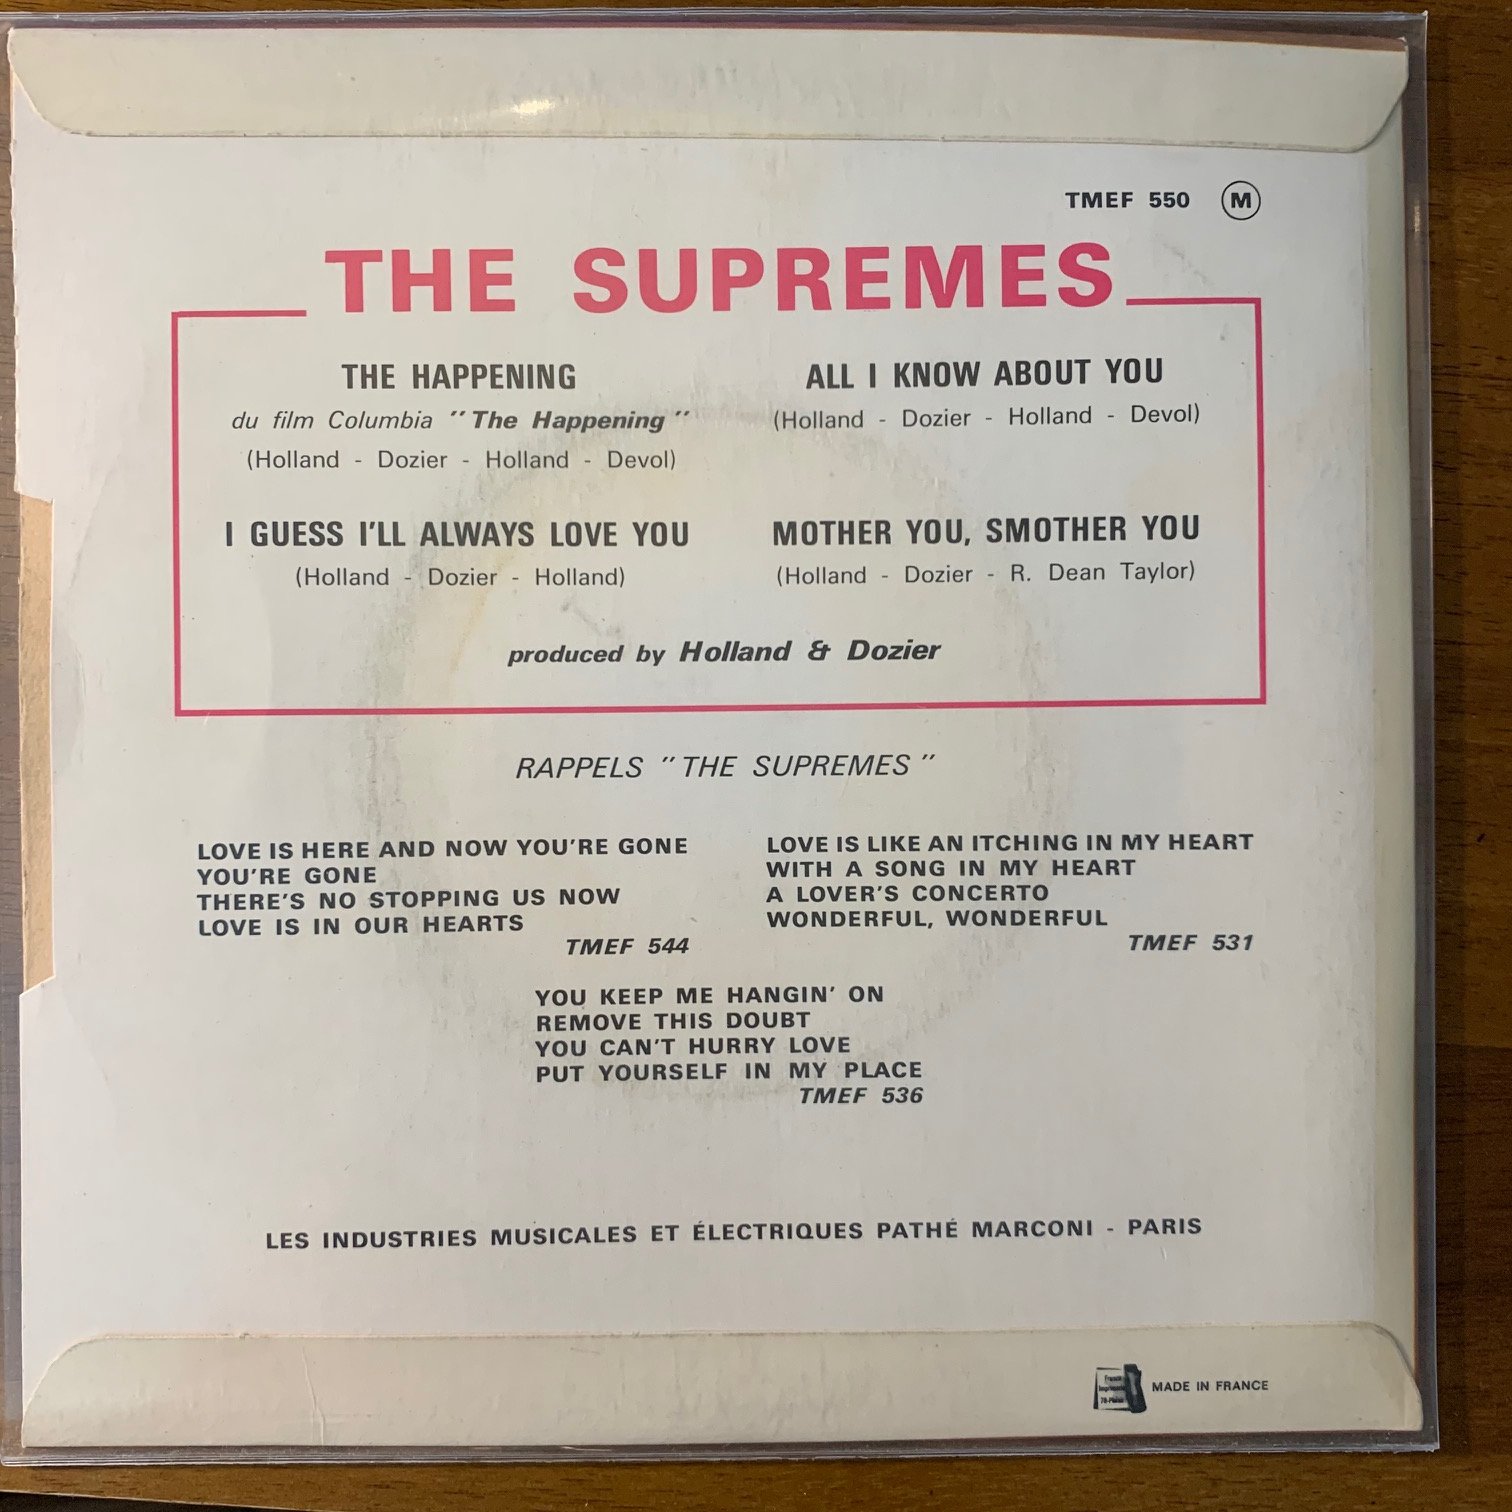 TMEF 550 M
THE SUPREMES
THE HAPPENING
du film Columbia "The Happening"
(Holland - Dozier - Holland - Devol)
ALL I KNOW ABOUT YOU
(Holland - Dozier - Holland - Devol)
I GUESS I'LL ALWAYS LOVE YOU
(Holland - Dozier - Holland)
MOTHER YOU, SMOTHER YOU
(Holland - Dozier - R. Dean Taylor)
produced by Holland & Dozier
RAPPELS "THE SUPREMES"
LOVE IS HERE AND NOW YOU'RE GONE
YOU'RE GONE
THERE'S NO STOPPING US NOW
LOVE IS IN OUR HEARTS
TMEF 544
LOVE IS LIKE AN ITCHING IN MY HEART
WITH A SONG IN MY HEART
A LOVER'S CONCERTO
WONDERFUL, WONDERFUL
TMEF 531
YOU KEEP ME HANGIN' ON
REMOVE THIS DOUBT
YOU CAN'T HURRY LOVE
PUT YOURSELF IN MY PLACE
TMEF 536
LES INDUSTRIES MUSICALES ET ÉLECTRIQUES PATHÉ MARCONI - PARIS
MADE IN FRANCE